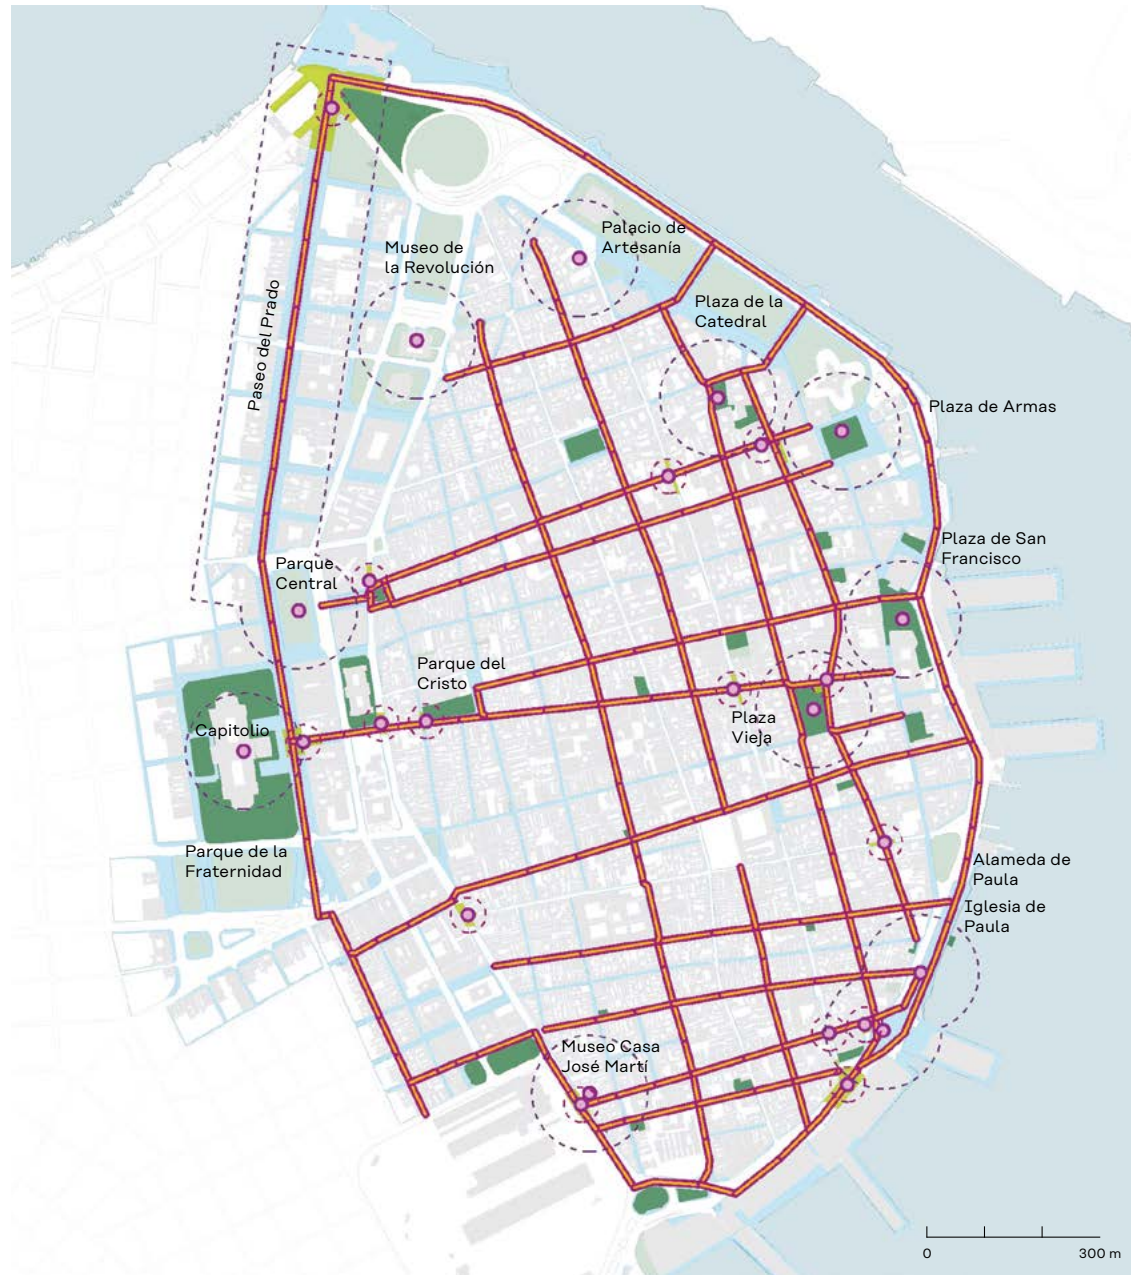 Palacio de
Artesanía
Museo de
la Revolución
Paseo del Prado
Plaza de la
Catedral
Plaza de Armas
Plaza de San
Francisco
Parque
Central
Parque del
Cristo
Plaza
Vieja
Capitolio
Parque de la
Fraternidad
Alameda de
Paula
Iglesia de
Paula
Museo Casa
José Martí
0
300 m